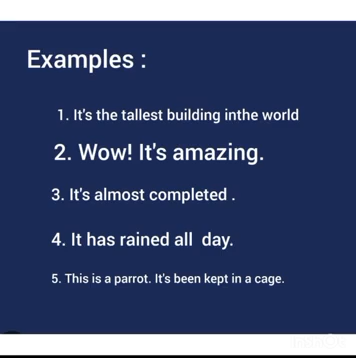 Examples :
1. It's the tallest building inthe world
2. Wow! It's amazing.
3. It's almost completed .
4. It has rained all day.
5. This is a parrot. It's been kept in a cage.